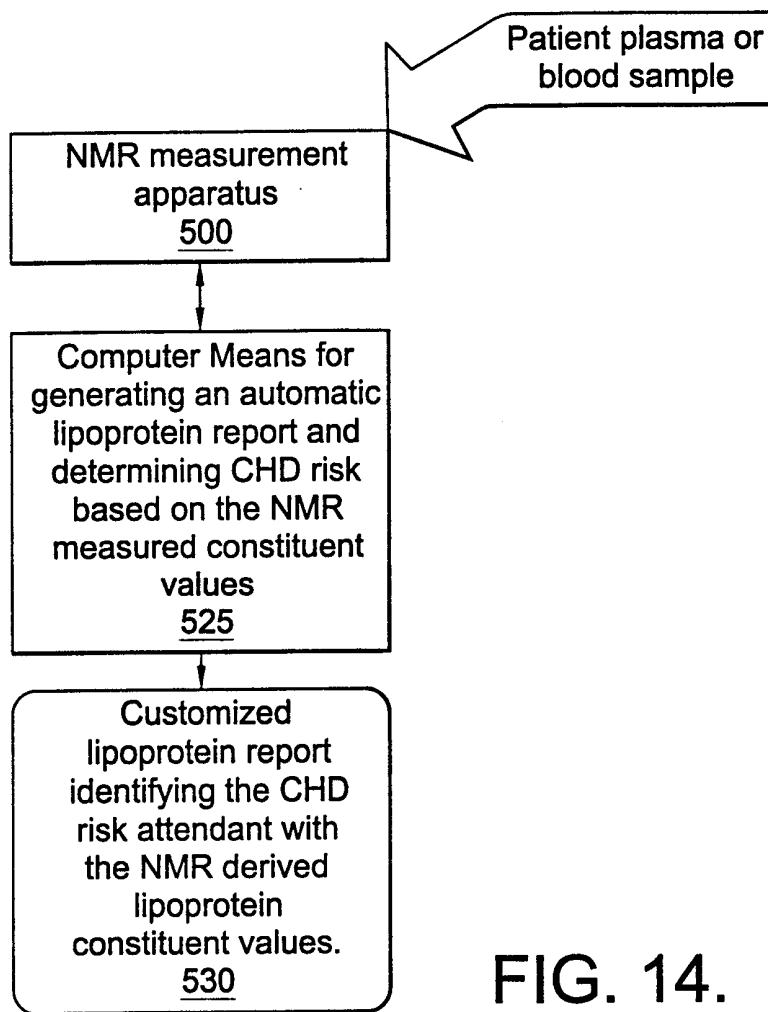 Patient plasma or
blood sample
NMR measurement
apparatus
500
Computer Means for
generating an automatic
lipoprotein report and
determining CHD risk
based on the NMR
measured constituent
values
525
Customized
lipoprotein report
identifying the CHD
risk attendant with
the NMR derived
lipoprotein
constituent values.
530
FIG. 14.